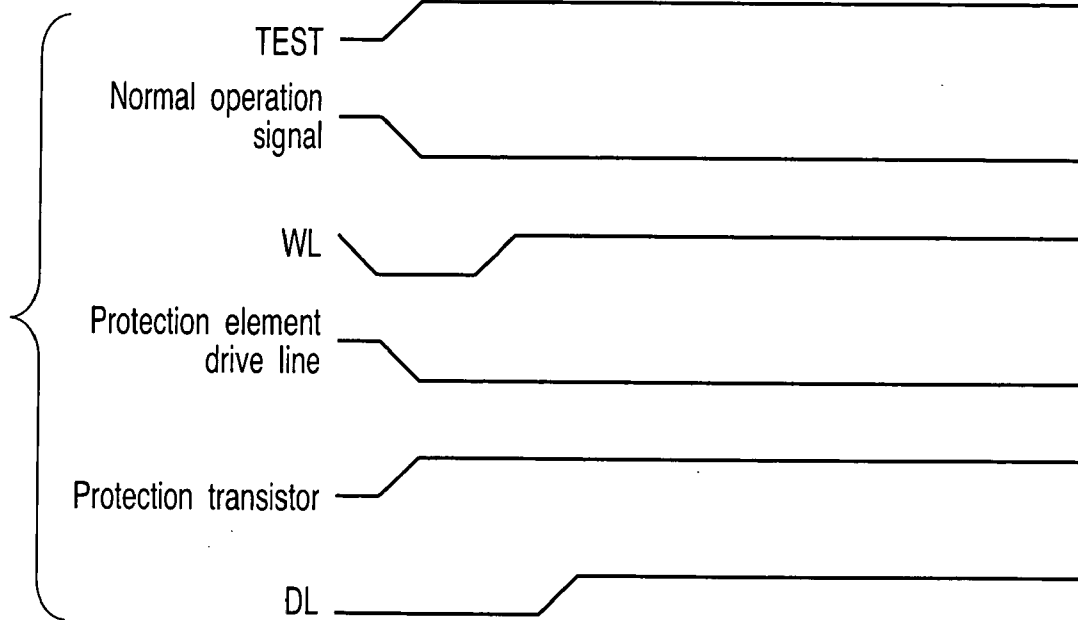 TEST
Normal operation
signal
WL
Protection element
drive line
Protection transistor
DL